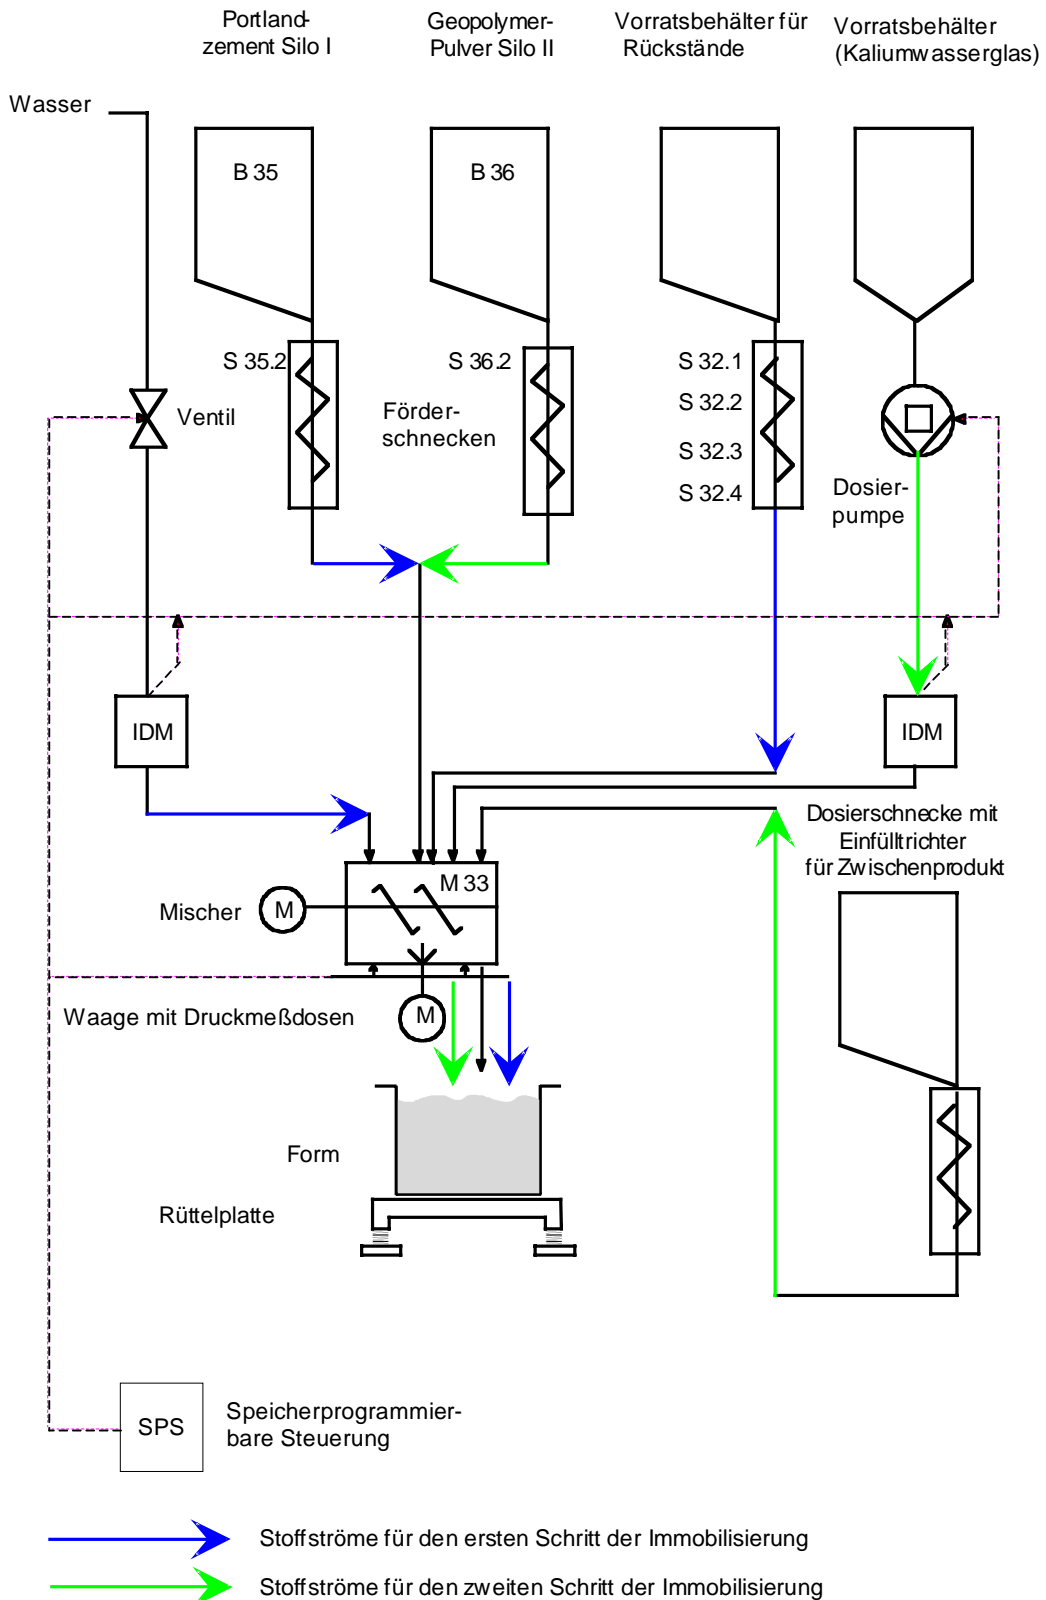 Portland-
zement Silo I
Geopolymer-
Pulver Silo II
Vorratsbehälter für
Rückstände
Vorratsbehälter
(Kaliumwasserglas)
Wasser
B 35
B 36
S 35.2
S 36.2
S 32.1
S 32.2
S 32.3
S 32.4
Ventil
Förder-
schnecken
Dosier-
pumpe
IDM
IDM
Dosierschnecke mit
Einfülltrichter
für Zwischenprodukt
M 33
Mischer
M
Waage mit Druckmeßdosen
M
Form
Rüttelplatte
SPS
Speicherprogrammier-
bare Steuerung
Stoffströme für den ersten Schritt der Immobilisierung
Stoffströme für den zweiten Schritt der Immobilisierung